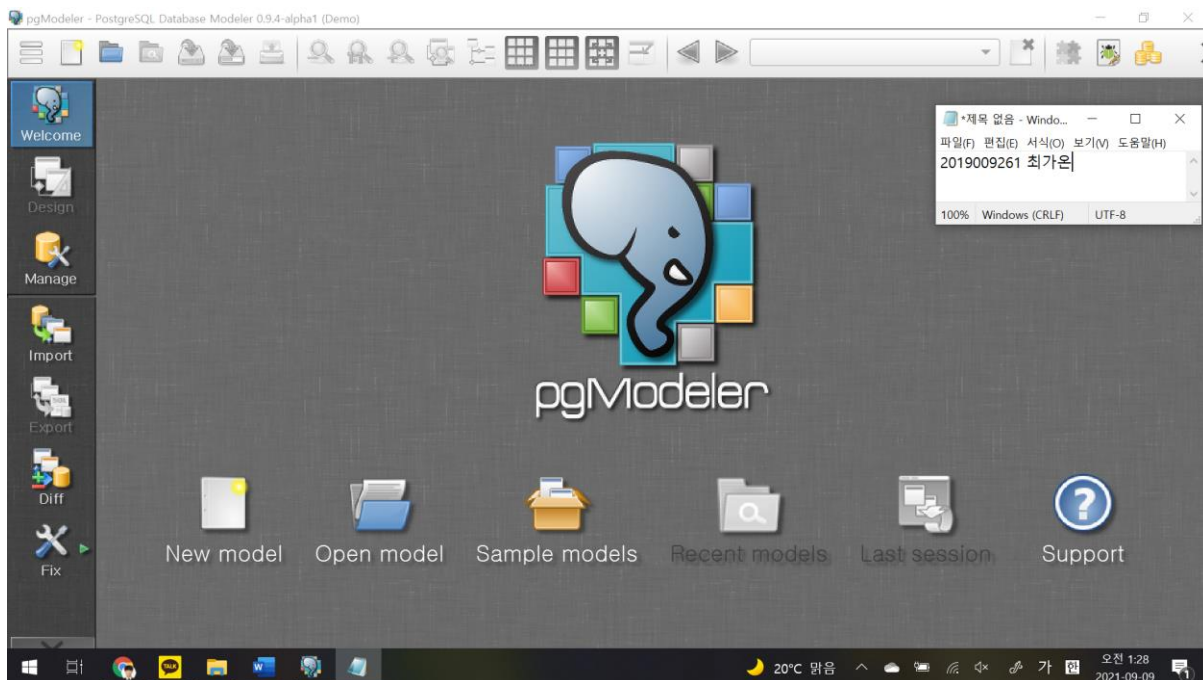 pgModeler - PostgreSQL Database Modeler 0.9.4-alpha1 (Demo)
Welcome
Design
Manage
Import
Export
Diff
Fix
*제목 없음 - Windo...
파일(F) 편집(E) 서식(O) 보기(V) 도움말(H)
2019009261 최가온
100% Windows (CRLF) UTF-8
pgModeler
New model Open model Sample models Recent models Last session Support
TALK
W
20°C 맑음 가 한 오전 1:28
2021-09-09
1